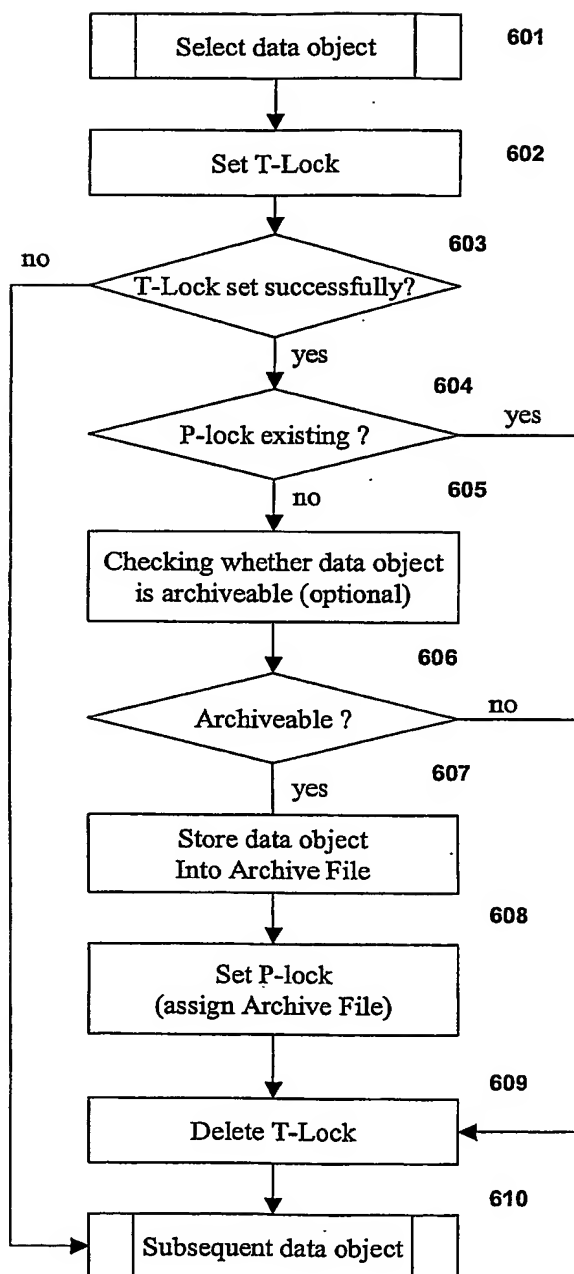 Select data object
601
Set T-Lock
602
603
no
T-Lock set successfully?
yes
604
P-lock existing ?
yes
no
605
Checking whether data object
is archiveable (optional)
606
Archiveable ?
no
607
yes
Store data object
Into Archive File
608
Set P-lock
(assign Archive File)
609
Delete T-Lock
610
Subsequent data object